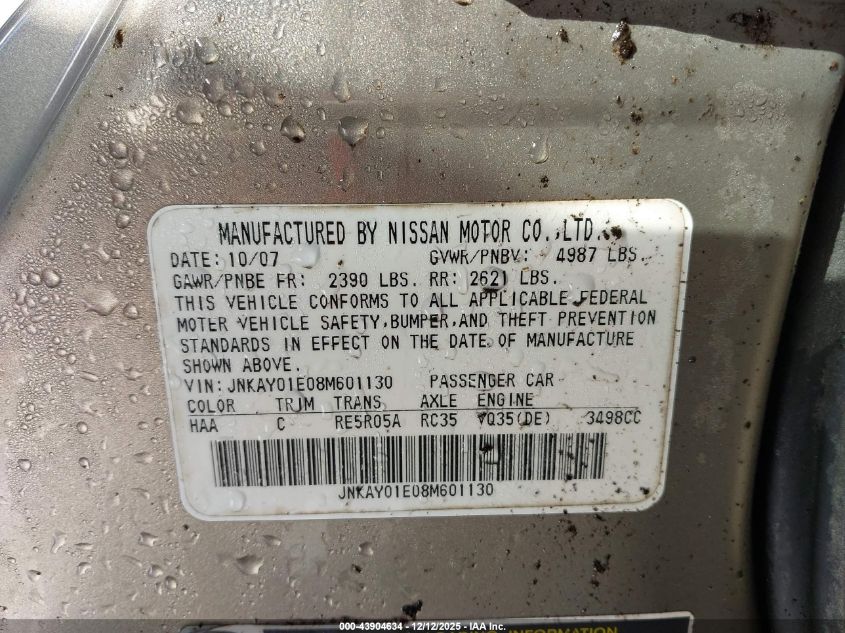 MANUFACTURED BY NISSAN MOTOR CO.,LTD.
DATE: 10/07 GVWR/PNBV: 4987 LBS.
GAWR/PNBE FR: 2390 LBS. RR: 2621 LBS.
THIS VEHICLE CONFORMS TO ALL APPLICABLE FEDERAL
MOTER VEHICLE SAFETY,BUMPER,AND THEFT PREVENTION
STANDARDS IN EFFECT ON THE DATE OF MANUFACTURE
SHOWN ABOVE.
VIN: JNKAY01E08M601130 PASSENGER CAR
COLOR TRIM TRANS AXLE ENGINE
HAA C RE5R05A RC35 VQ35(DE) 3498CC
JNKAY01E08M601130
INFORMATION
000-43904634 - 12/12/2025 - IAA Inc.